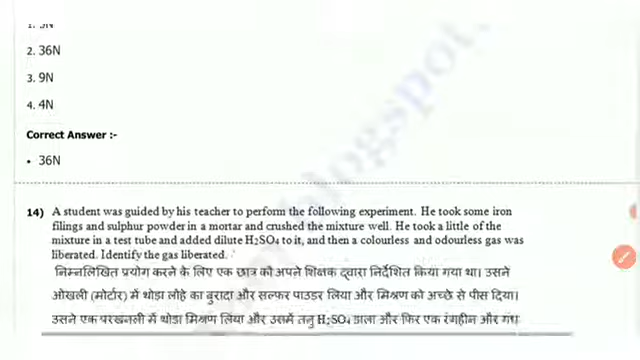 2. 36N
3. 9N
4. 4N
Correct Answer :-
• 36N
14) A student was guided by his teacher to perform the following experiment. He took some iron
filings and sulphur powder in a mortar and crushed the mixture well. He took a little of the
mixture in a test tube and added dilute H₂SO₄ to it, and then a colourless and odourless gas was
liberated. Identify the gas liberated.
निम्नलिखित प्रयोग करने के लिए एक छात्र को अपने शिक्षक द्वारा निर्देशित किया गया था। उसने
ओखली (मोर्टार) में थोडा लोहे का बुरादा और सल्फर पाउडर लिया और मिश्रण को अच्छे से पीस दिया।
उसने एक परखनली में थोडा मिश्रण लिया और उसमें तनु H₂SO₄ डाला और फिर एक रंगहीन और गंध